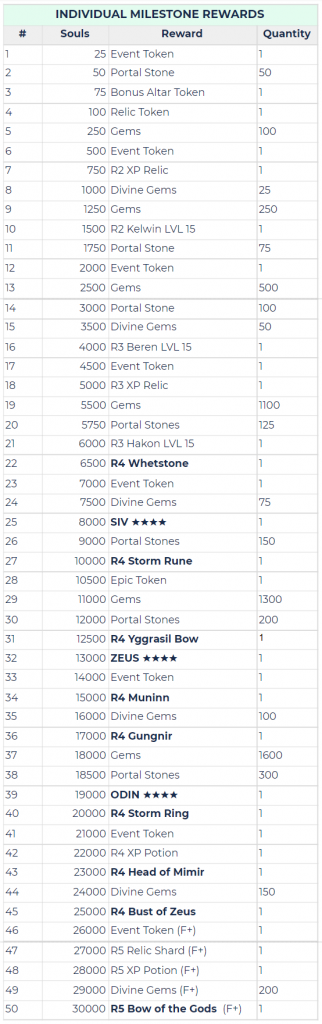 INDIVIDUAL MILESTONE REWARDS
# Souls Reward Quantity
1 25 Event Token 1
2 50 Portal Stone 50
3 75 Bonus Altar Token 1
4 100 Relic Token 1
5 250 Gems 100
6 500 Event Token 1
7 750 R2 XP Relic 1
8 1000 Divine Gems 25
9 1250 Gems 250
10 1500 R2 Kelwin LVL 15 1
11 1750 Portal Stone 75
12 2000 Event Token 1
13 2500 Gems 500
14 3000 Portal Stone 100
15 3500 Divine Gems 50
16 4000 R3 Beren LVL 15 1
17 4500 Event Token 1
18 5000 R3 XP Relic 1
19 5500 Gems 1100
20 5750 Portal Stones 125
21 6000 R3 Hakon LVL 15 1
22 6500 R4 Whetstone 1
23 7000 Event Token 1
24 7500 Divine Gems 75
25 8000 SIV ★★★★ 1
26 9000 Portal Stones 150
27 10000 R4 Storm Rune 1
28 10500 Epic Token 1
29 11000 Gems 1300
30 12000 Portal Stones 200
31 12500 R4 Yggrasil Bow 1
32 13000 ZEUS ★★★★ 1
33 14000 Event Token 1
34 15000 R4 Muninn 1
35 16000 Divine Gems 100
36 17000 R4 Gungnir 1
37 18000 Gems 1600
38 18500 Portal Stones 300
39 19000 ODIN ★★★★ 1
40 20000 R4 Storm Ring 1
41 21000 Event Token 1
42 22000 R4 XP Potion 1
43 23000 R4 Head of Mimir 1
44 24000 Divine Gems 150
45 25000 R4 Bust of Zeus 1
46 26000 Event Token (F+) 1
47 27000 R5 Relic Shard (F+) 1
48 28000 R5 XP Potion (F+) 1
49 29000 Divine Gems (F+) 200
50 30000 R5 Bow of the Gods (F+) 1